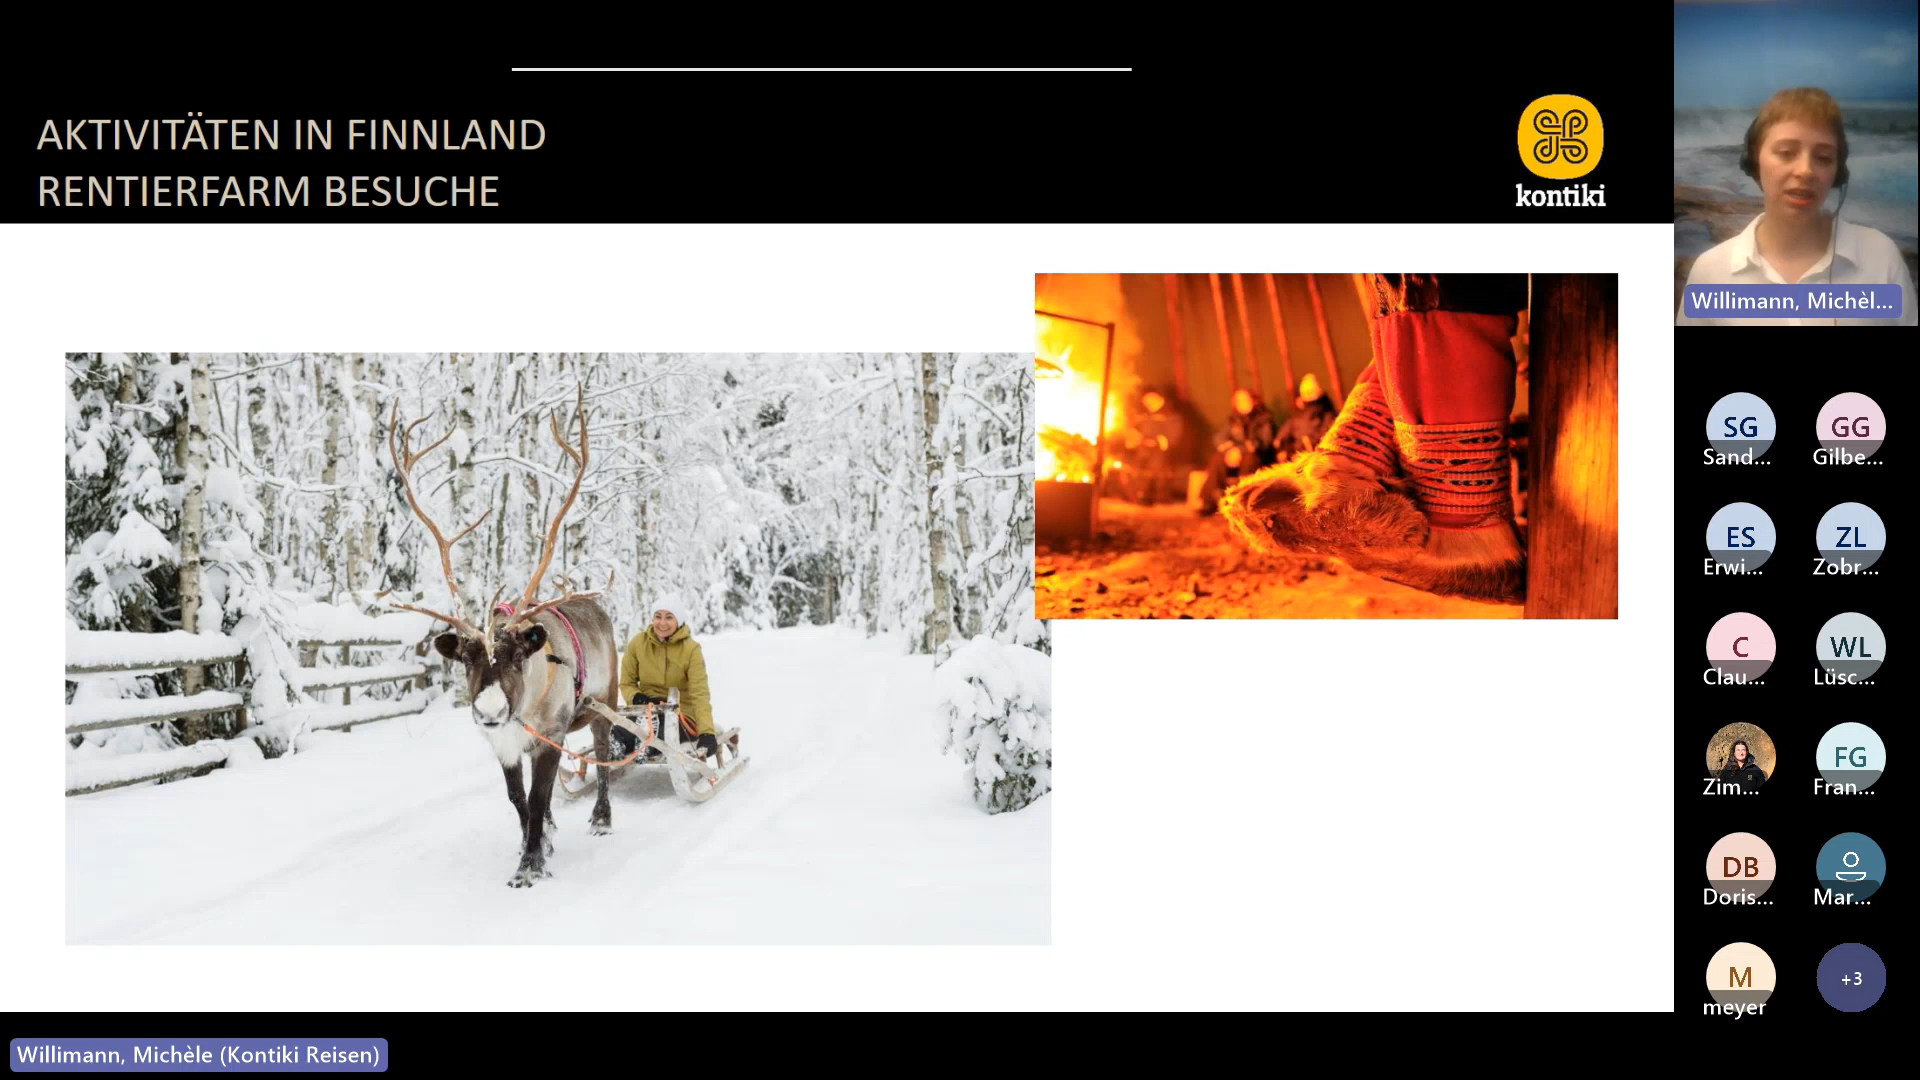 AKTIVITÄTEN IN FINNLAND
RENTIERFARM BESUCHE
kontiki
Willimann, Michèl...
SG
Sand...
GG
Gilbe...
ES
Erwi...
ZL
Zobr...
C
Clau...
WL
Lüsc...
Zim...
FG
Fran...
DB
Doris...
Mar...
M
meyer
+3
Willimann, Michèle (Kontiki Reisen)